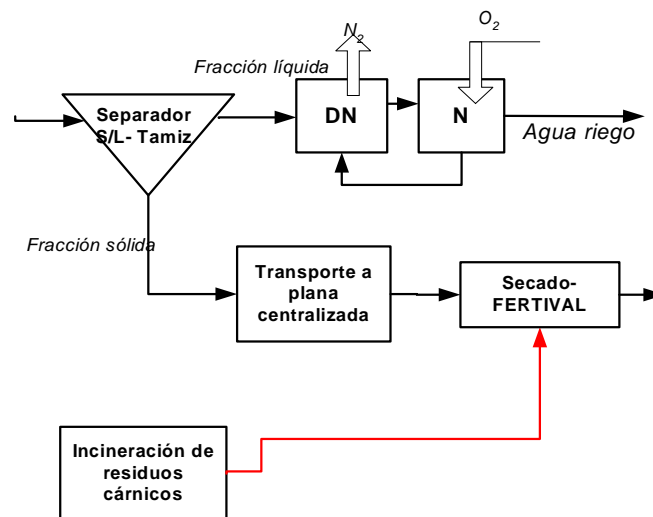 N2
O2
Fracción líquida
Separador
S/L- Tamiz
DN
N
Agua riego
Fracción sólida
Transporte a
plana
centralizada
Secado-
FERTIVAL
Incineración de
residuos
cárnicos